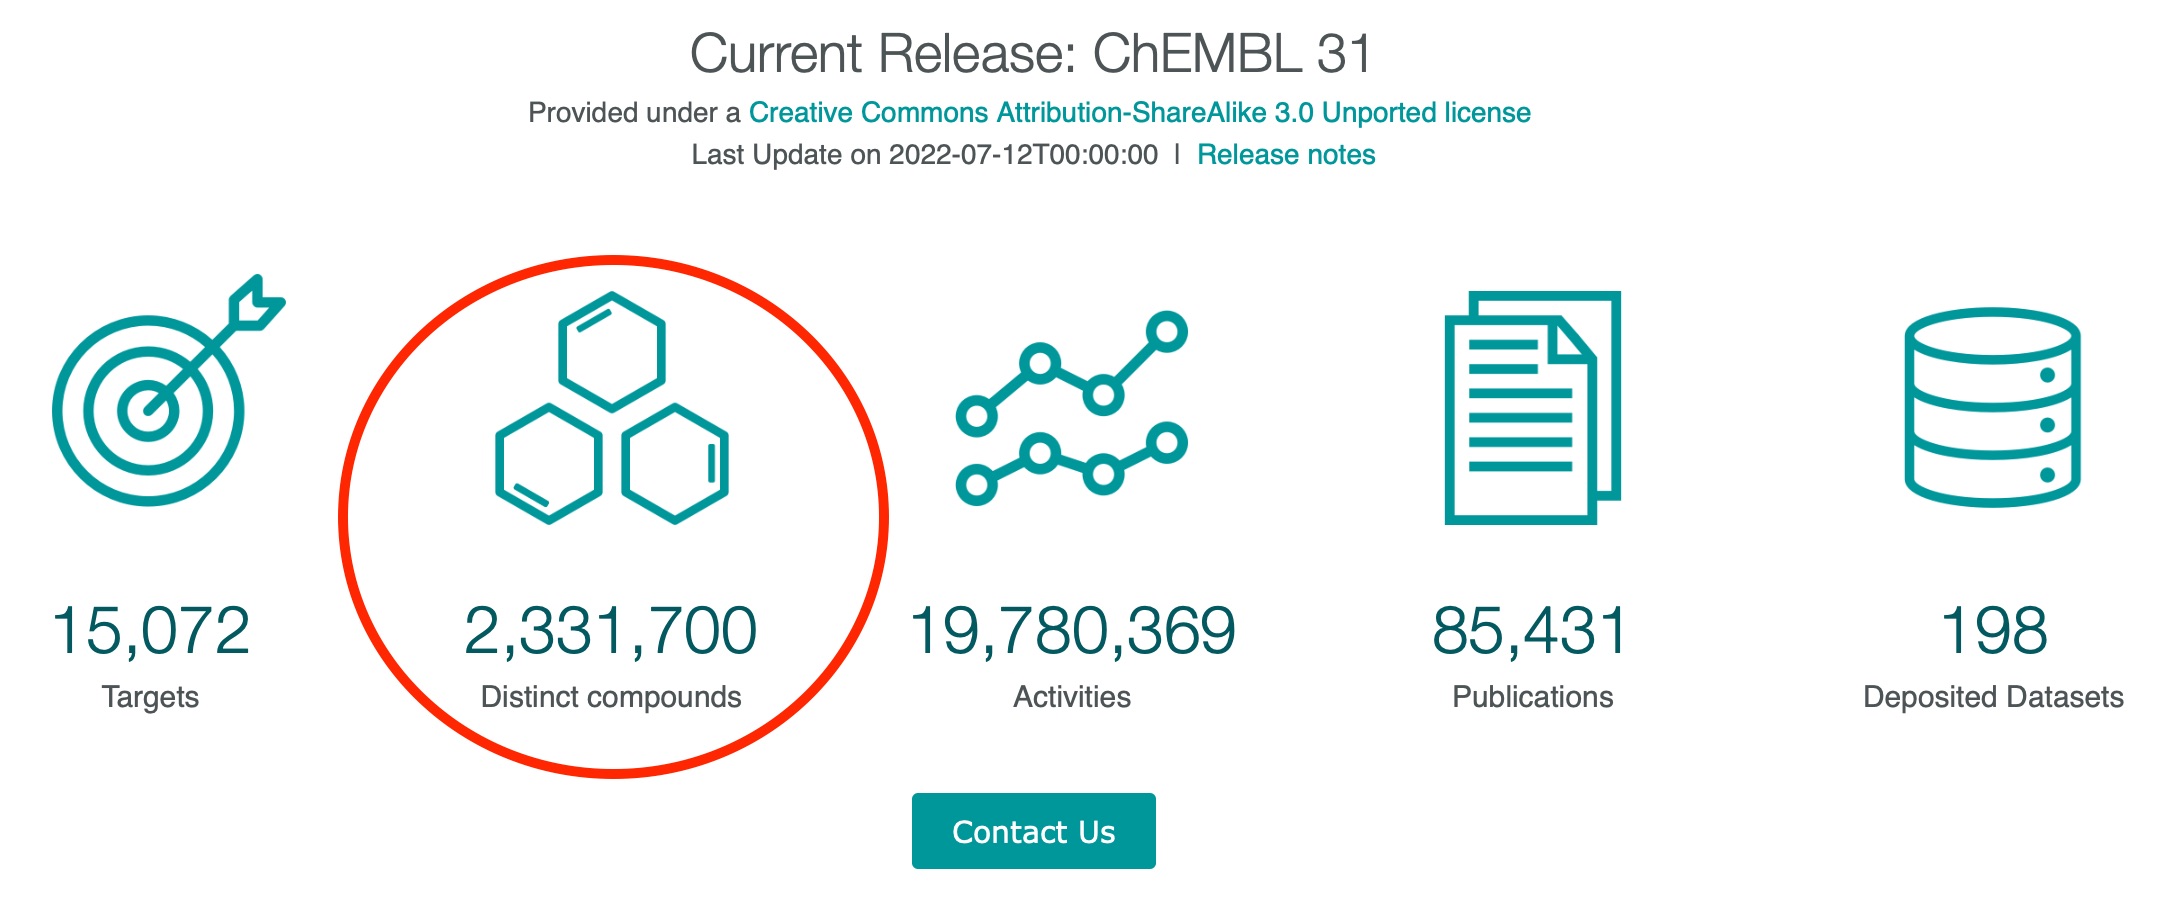 Current Release: ChEMBL 31
Provided under a Creative Commons Attribution-ShareAlike 3.0 Unported license
Last Update on 2022-07-12T00:00:00 | Release notes
15,072
Targets
2,331,700
Distinct compounds
19,780,369
Activities
85,431
Publications
198
Deposited Datasets
Contact Us